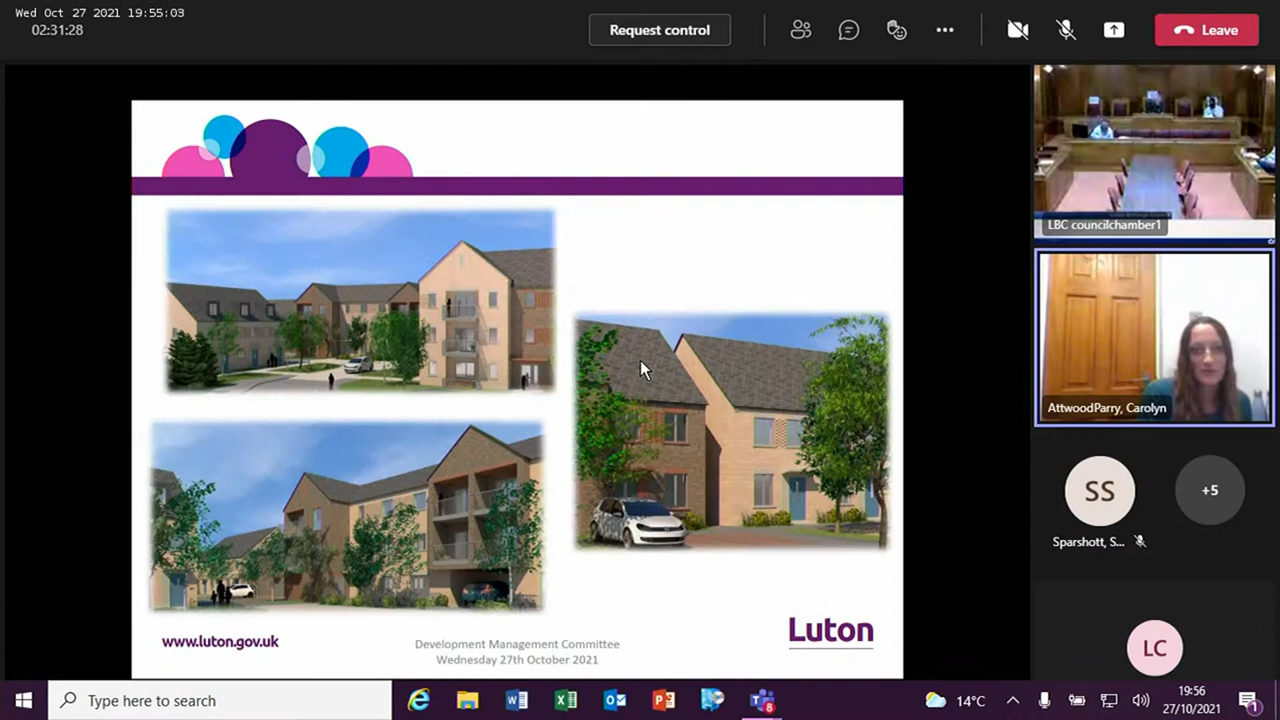 Wed Oct 27 2021 19:55:03
02:31:28
Request control
Leave
LBC councilchamber1
AttwoodParry, Carolyn
SS
+5
Sparshott, S...
LC
www.luton.gov.uk
Development Management Committee
Wednesday 27th October 2021
Luton
Type here to search
8
14°C
19:56
27/10/2021
1